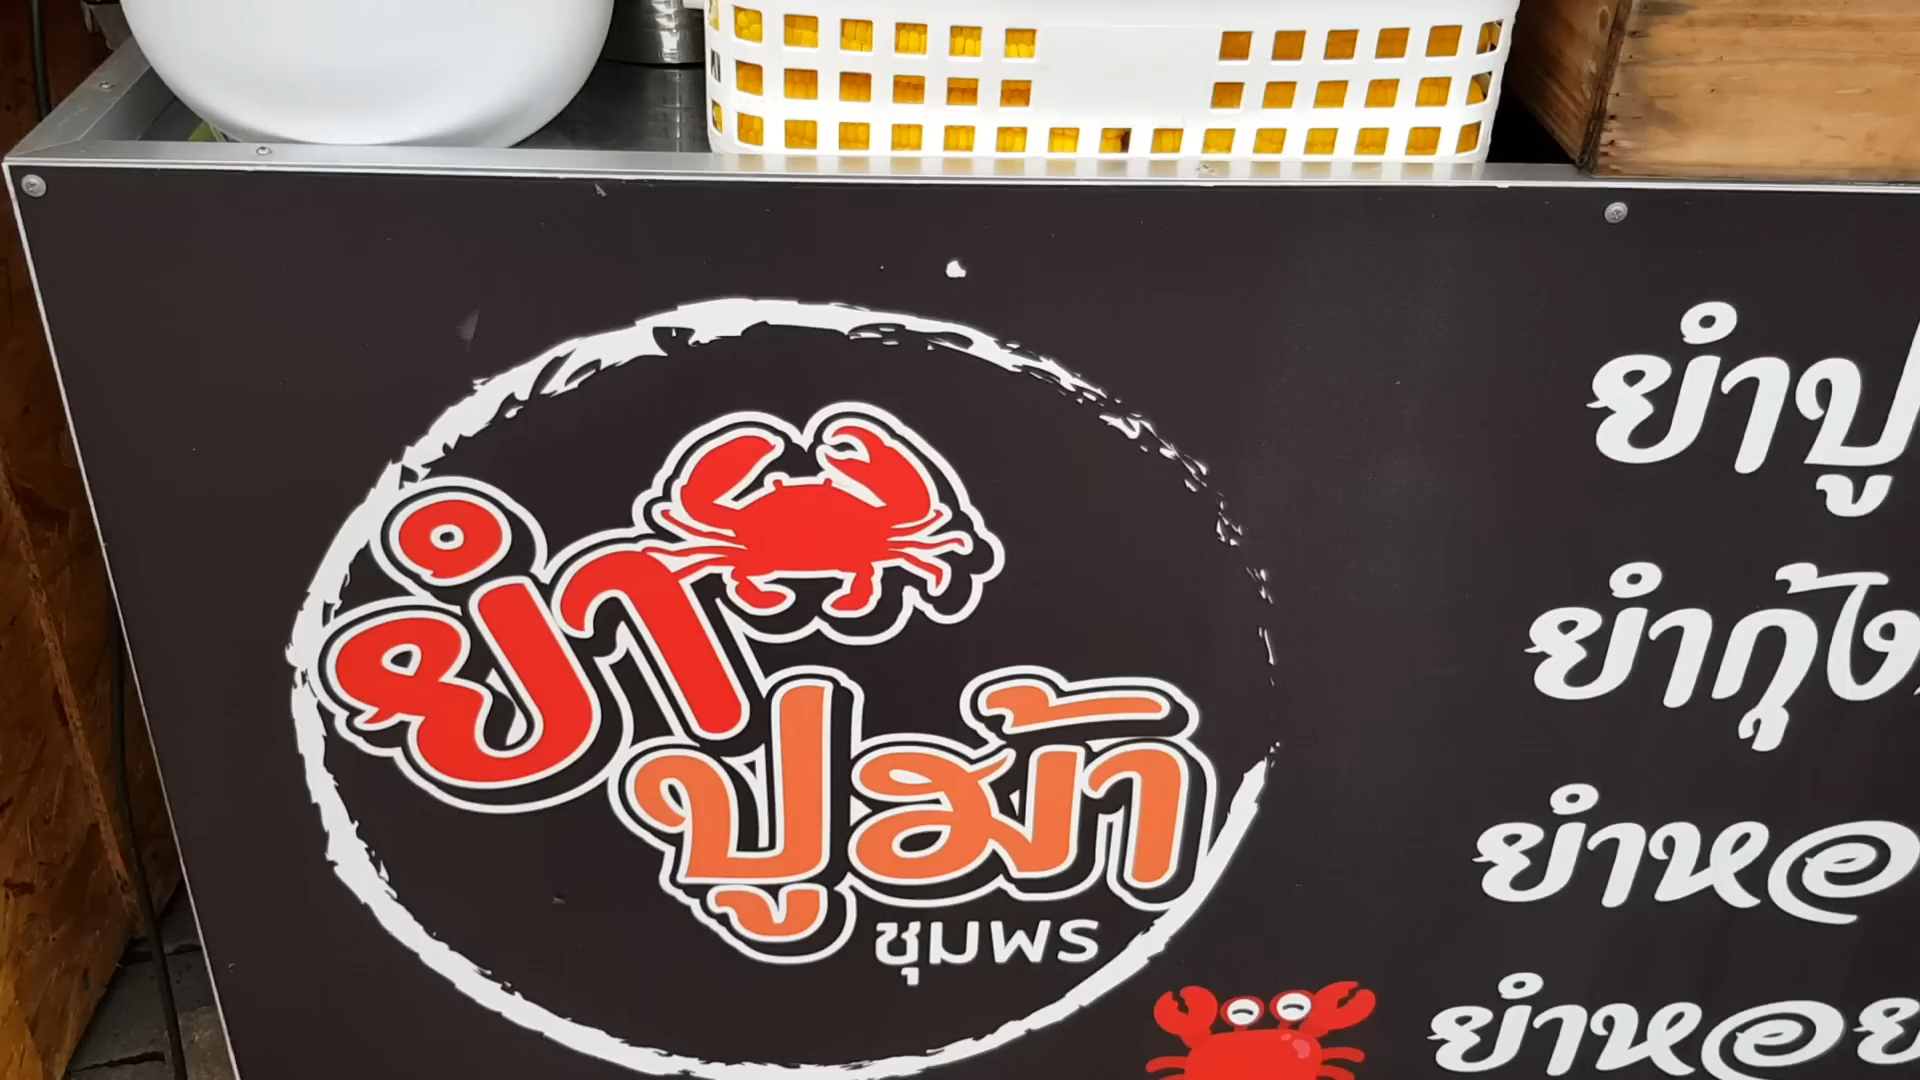 ยำ
ปูม้า
ชุมพร
ยำปู
ยำกุ้ง
ยำหอ
ยำหอย